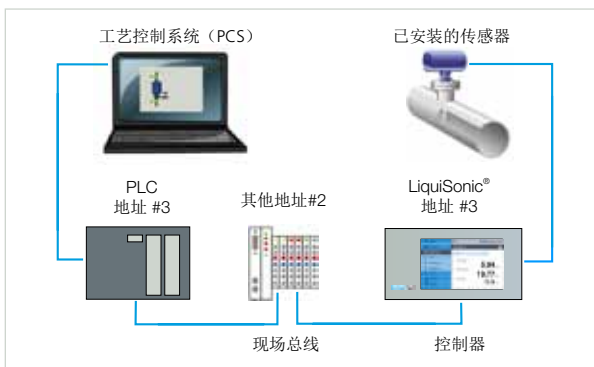 工艺控制系统（PCS）
已安装的传感器
PLC
地址 #3
其他地址#2
LiquiSonic®
地址 #3
现场总线
控制器